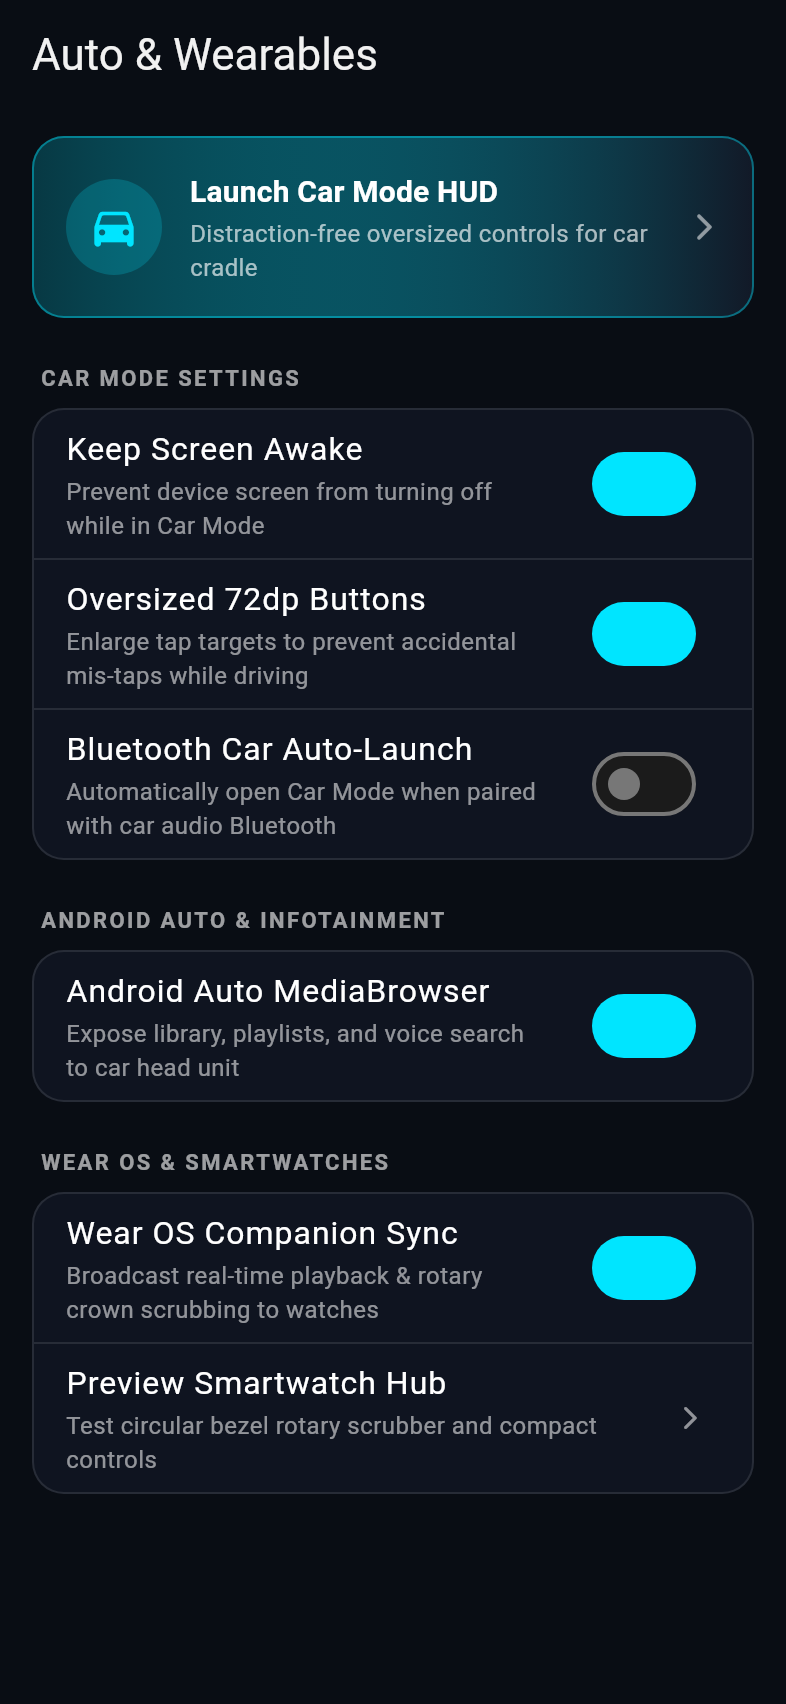 Auto & Wearables
Launch Car Mode HUD
Distraction-free oversized controls for car
cradle
CAR MODE SETTINGS
Keep Screen Awake
Prevent device screen from turning off
while in Car Mode
Oversized 72dp Buttons
Enlarge tap targets to prevent accidental
mis-taps while driving
Bluetooth Car Auto-Launch
Automatically open Car Mode when paired
with car audio Bluetooth
ANDROID AUTO & INFOTAINMENT
Android Auto MediaBrowser
Expose library, playlists, and voice search
to car head unit
WEAR OS & SMARTWATCHES
Wear OS Companion Sync
Broadcast real-time playback & rotary
crown scrubbing to watches
Preview Smartwatch Hub
Test circular bezel rotary scrubber and compact
controls